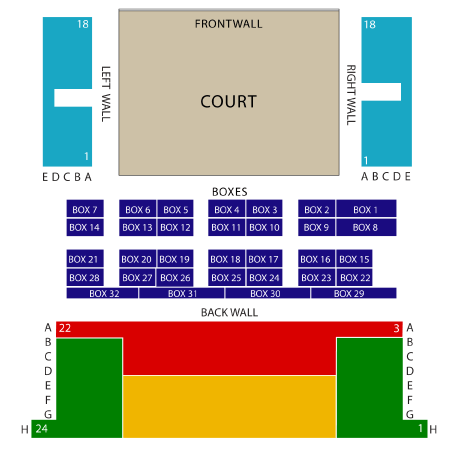 FRONTWALL
18
18
LEFT WALL
COURT
RIGHT WALL
1
1
E D C B A
A B C D E
BOXES
BOX 7 BOX 6 BOX 5 BOX 4 BOX 3 BOX 2 BOX 1
BOX 14 BOX 13 BOX 12 BOX 11 BOX 10 BOX 9 BOX 8
BOX 21 BOX 20 BOX 19 BOX 18 BOX 17 BOX 16 BOX 15
BOX 28 BOX 27 BOX 26 BOX 25 BOX 24 BOX 23 BOX 22
BOX 32 BOX 31 BOX 30 BOX 29
BACK WALL
A 22 3 A
B B
C C
D D
E E
F F
G G
H 24 1 H